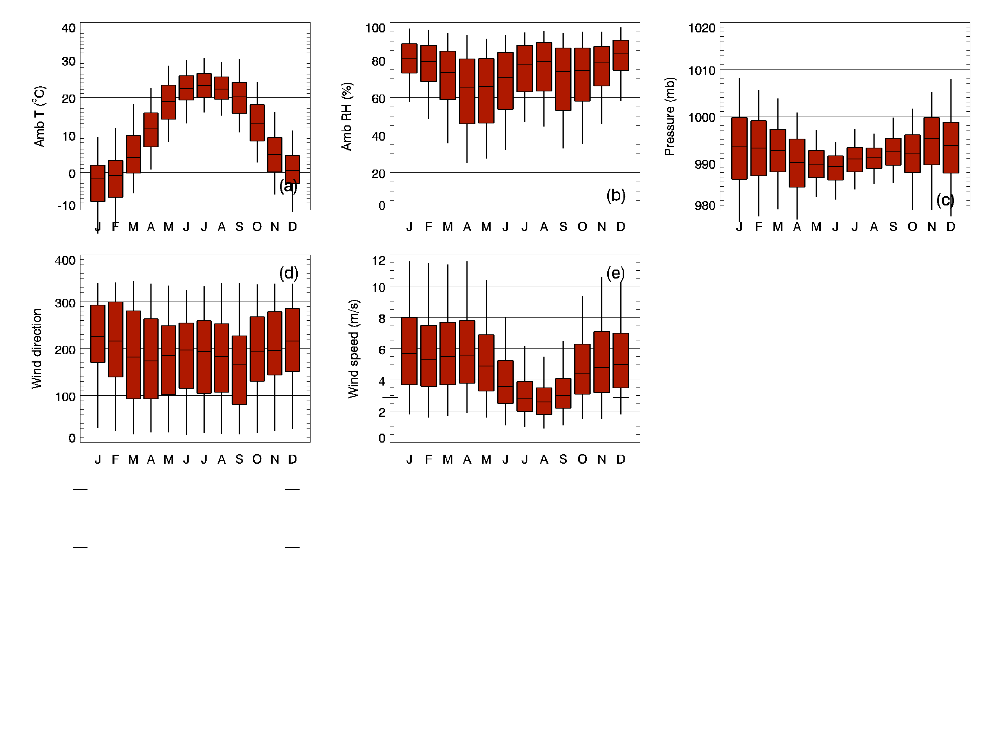 Amb T (°C)
40
30
20
10
0
-10
(a)
J F M A M J J A S O N D
Amb RH (%)
100
80
60
40
20
0
(b)
J F M A M J J A S O N D
Pressure (mb)
1020
1010
1000
990
980
(c)
J F M A M J J A S O N D
Wind direction
400
300
200
100
0
(d)
J F M A M J J A S O N D
Wind speed (m/s)
12
10
8
6
4
2
0
(e)
J F M A M J J A S O N D